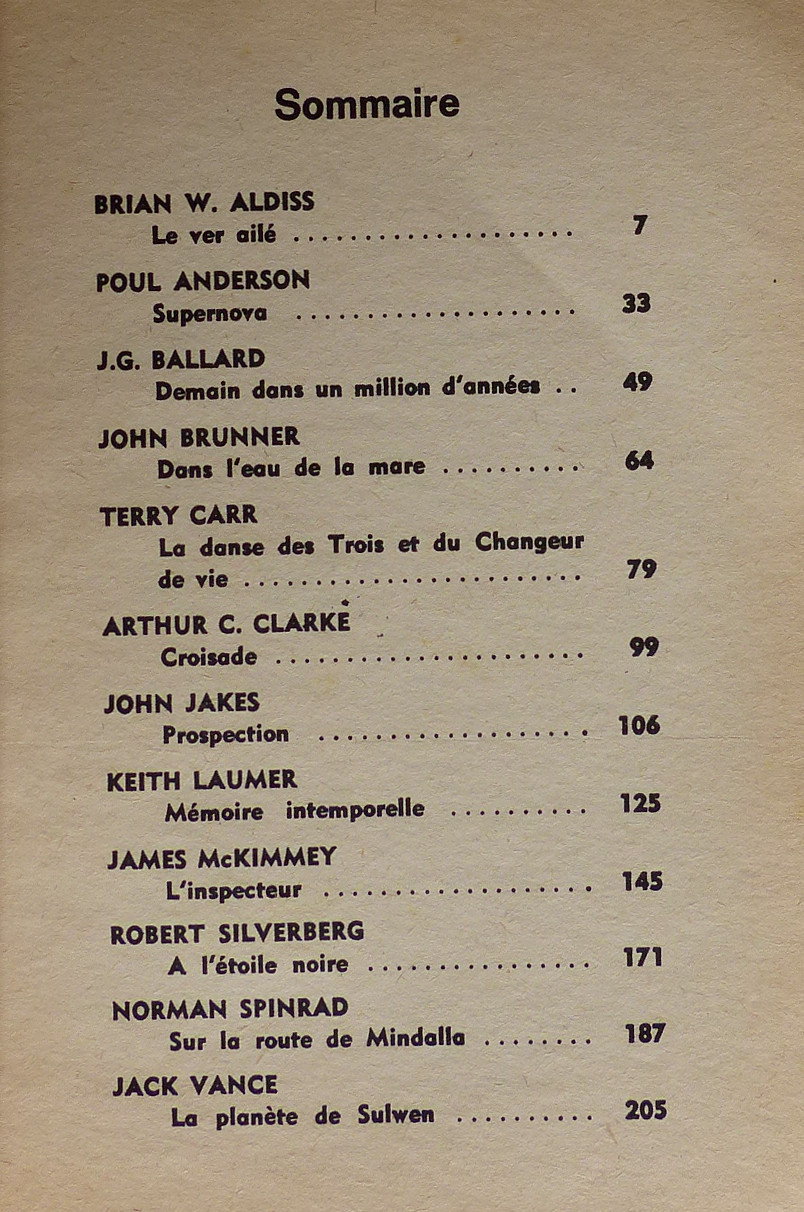 Sommaire
BRIAN W. ALDISS
Le ver ailé .................... 7
POUL ANDERSON
Supernova .................... 33
J.G. BALLARD
Demain dans un million d'années .. 49
JOHN BRUNNER
Dans l'eau de la mare .......... 64
TERRY CARR
La danse des Trois et du Changeur
de vie ........................ 79
ARTHUR C. CLARKE
Croisade ...................... 99
JOHN JAKES
Prospection ................... 106
KEITH LAUMER
Mémoire intemporelle .......... 125
JAMES McKIMMEY
L'inspecteur ................... 145
ROBERT SILVERBERG
A l'étoile noire ................ 171
NORMAN SPINRAD
Sur la route de Mindalla ........ 187
JACK VANCE
La planète de Sulwen .......... 205